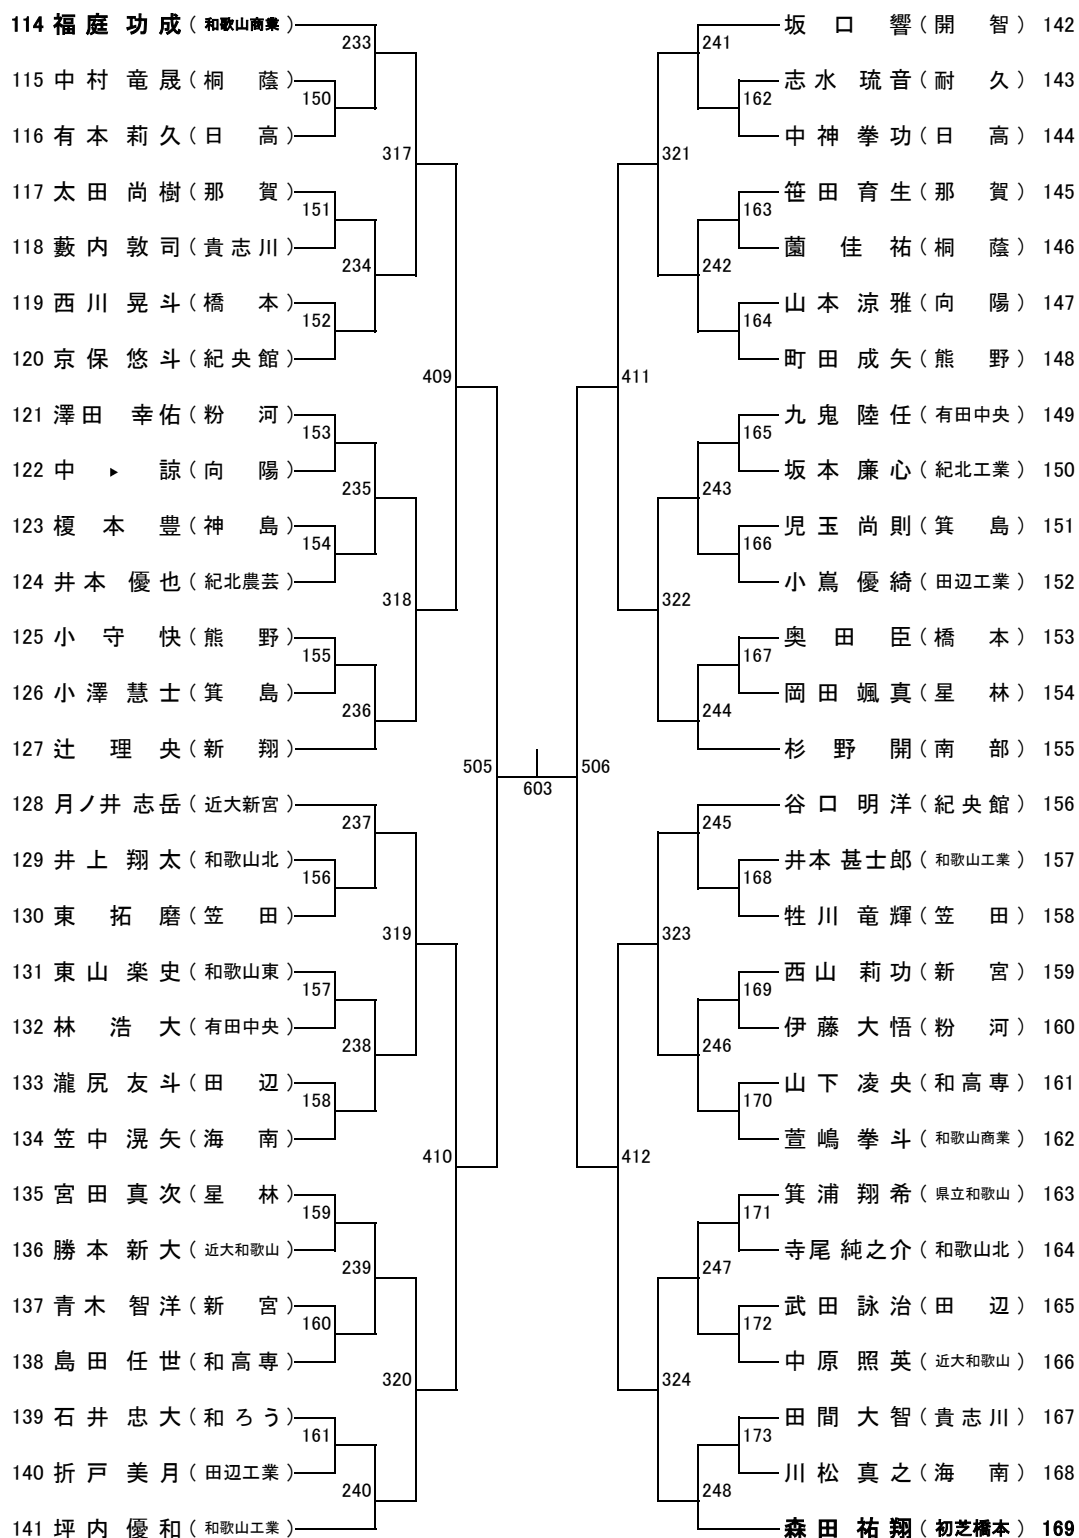 114 福庭 功成 (和歌山商業)
115 中村 竜晟 (桐蔭)
116 有本 莉久 (日高)
117 太田 尚樹 (那賀)
118 藪内 敦司 (貴志川)
119 西川 晃斗 (橋本)
120 京保 悠斗 (紀央館)
121 澤田 幸佑 (粉河)
122 中 ▸ 諒 (向陽)
123 榎本 豊 (神島)
124 井本 優也 (紀北農芸)
125 小守 快 (熊野)
126 小澤 慧士 (箕島)
127 辻 理央 (新翔)
128 月ノ井 志岳 (近大新宮)
129 井上 翔太 (和歌山北)
130 東 拓磨 (笠田)
131 東山 楽史 (和歌山東)
132 林 浩大 (有田中央)
133 瀧尻 友斗 (田辺)
134 笠中 滉矢 (海南)
135 宮田 真次 (星林)
136 勝本 新大 (近大和歌山)
137 青木 智洋 (新宮)
138 島田 任世 (和高専)
139 石井 忠大 (和ろう)
140 折戸 美月 (田辺工業)
141 坪内 優和 (和歌山工業)
233
150
317
151
234
152
409
153
235
154
318
155
236
505
237
156
319
157
238
158
410
159
239
160
320
161
240
603
241
162
321
163
242
164
411
165
243
166
322
167
244
506
245
168
323
169
246
170
412
171
247
172
324
173
248
坂口 響 (開智) 142
志水 琉音 (耐久) 143
中神 拳功 (日高) 144
笹田 育生 (那賀) 145
薗 佳祐 (桐蔭) 146
山本 涼雅 (向陽) 147
町田 成矢 (熊野) 148
九鬼 陸任 (有田中央) 149
坂本 廉心 (紀北工業) 150
児玉 尚則 (箕島) 151
小嶌 優綺 (田辺工業) 152
奥田 臣 (橋本) 153
岡田 颯真 (星林) 154
杉野 開 (南部) 155
谷口 明洋 (紀央館) 156
井本 甚士郎 (和歌山工業) 157
牲川 竜輝 (笠田) 158
西山 莉功 (新宮) 159
伊藤 大悟 (粉河) 160
山下 凌央 (和高専) 161
萱嶋 拳斗 (和歌山商業) 162
箕浦 翔希 (県立和歌山) 163
寺尾 純之介 (和歌山北) 164
武田 詠治 (田辺) 165
中原 照英 (近大和歌山) 166
田間 大智 (貴志川) 167
川松 真之 (海南) 168
森田 祐翔 (初芝橋本) 169